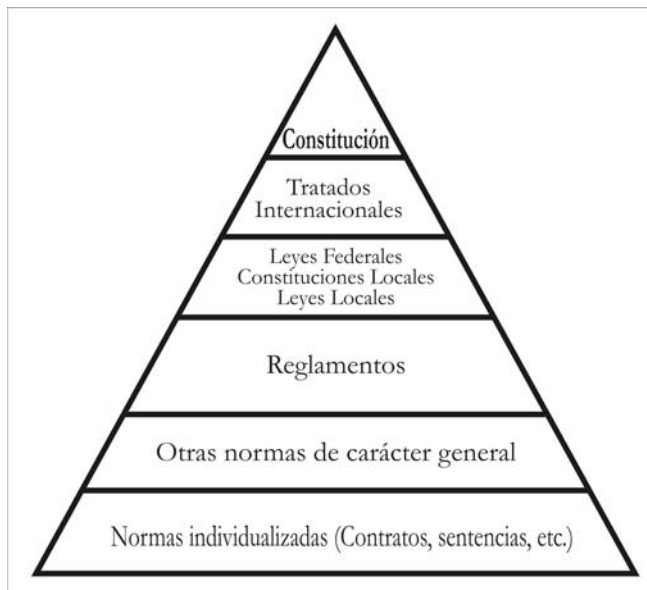 Constitución
Tratados
Internacionales
Leyes Federales
Constituciones Locales
Leyes Locales
Reglamentos
Otras normas de carácter general
Normas individualizadas (Contratos, sentencias, etc.)